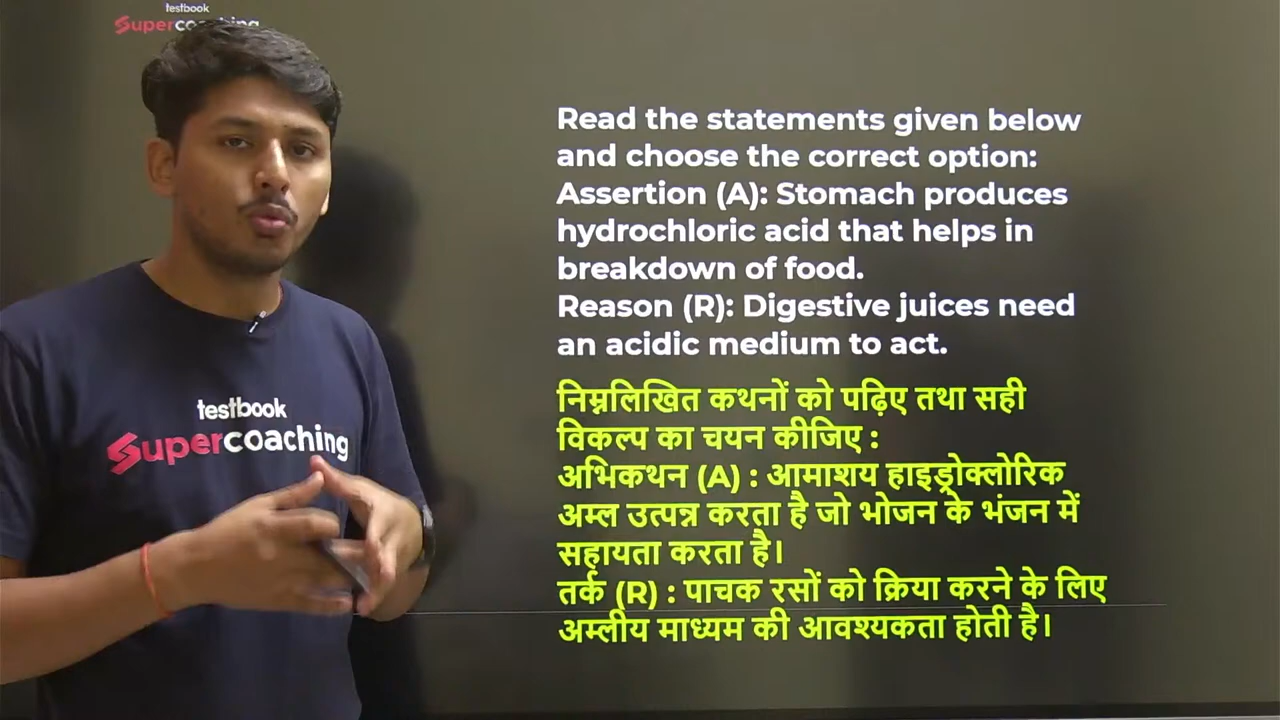 testbook
Supercoaching
Read the statements given below
and choose the correct option:
Assertion (A): Stomach produces
hydrochloric acid that helps in
breakdown of food.
Reason (R): Digestive juices need
an acidic medium to act.
निम्नलिखित कथनों को पढ़िए तथा सही
विकल्प का चयन कीजिए :
अभिकथन (A) : आमाशय हाइड्रोक्लोरिक
अम्ल उत्पन्न करता है जो भोजन के भंजन में
सहायता करता है।
तर्क (R) : पाचक रसों को क्रिया करने के लिए
अम्लीय माध्यम की आवश्यकता होती है।
testbook
Supercoaching